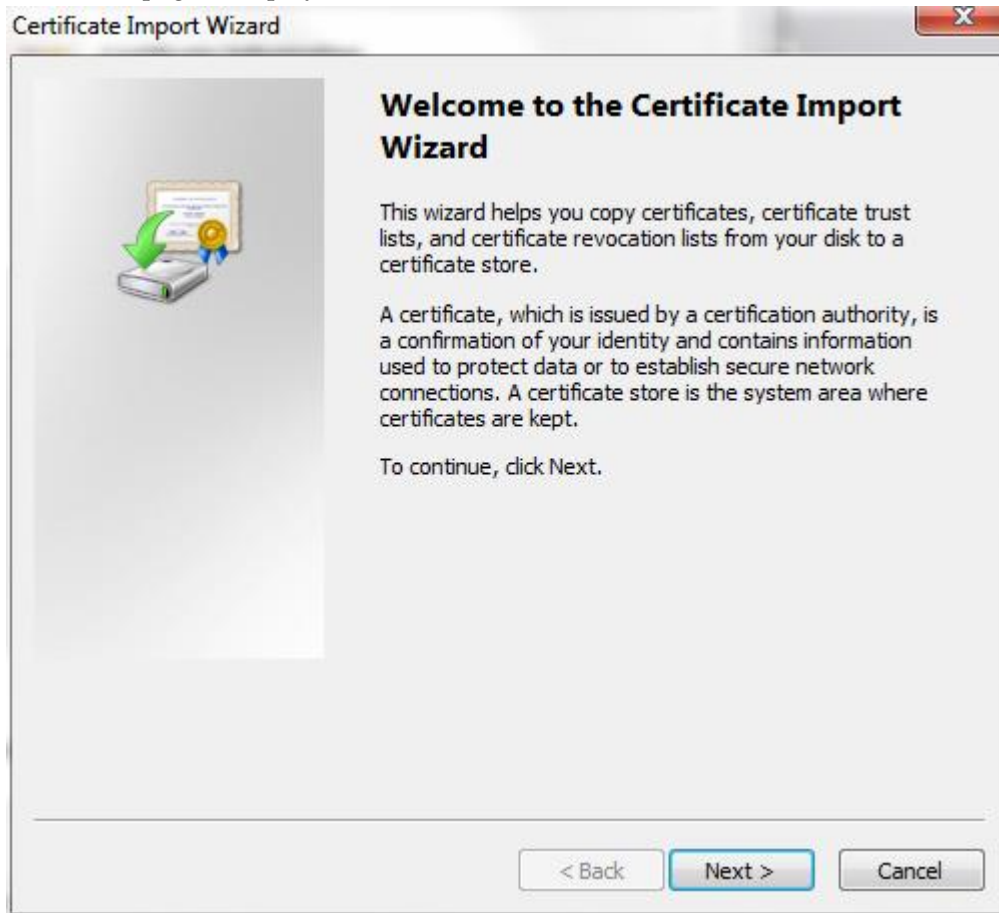 Certificate Import Wizard
Welcome to the Certificate Import
Wizard
This wizard helps you copy certificates, certificate trust
lists, and certificate revocation lists from your disk to a
certificate store.
A certificate, which is issued by a certification authority, is
a confirmation of your identity and contains information
used to protect data or to establish secure network
connections. A certificate store is the system area where
certificates are kept.
To continue, click Next.
< Back Next > Cancel